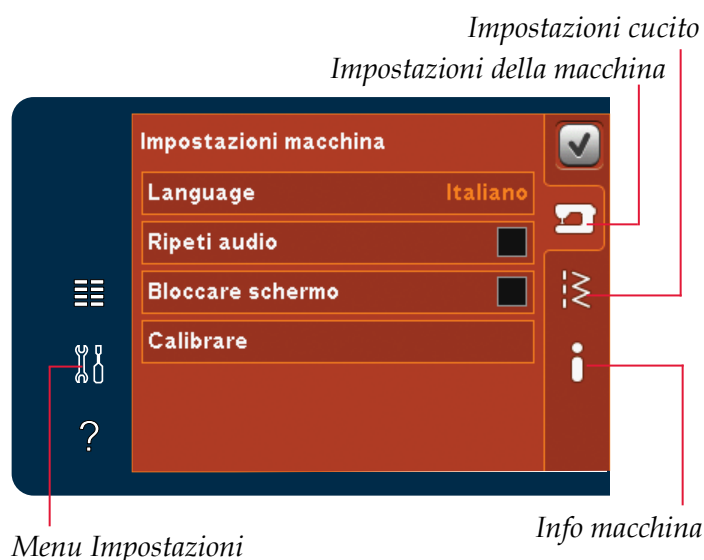 Impostazioni cucito
Impostazioni della macchina
Impostazioni macchina
Language Italiano
Ripeti audio
Bloccare schermo
Calibrare
?
Info macchina
Menu Impostazioni